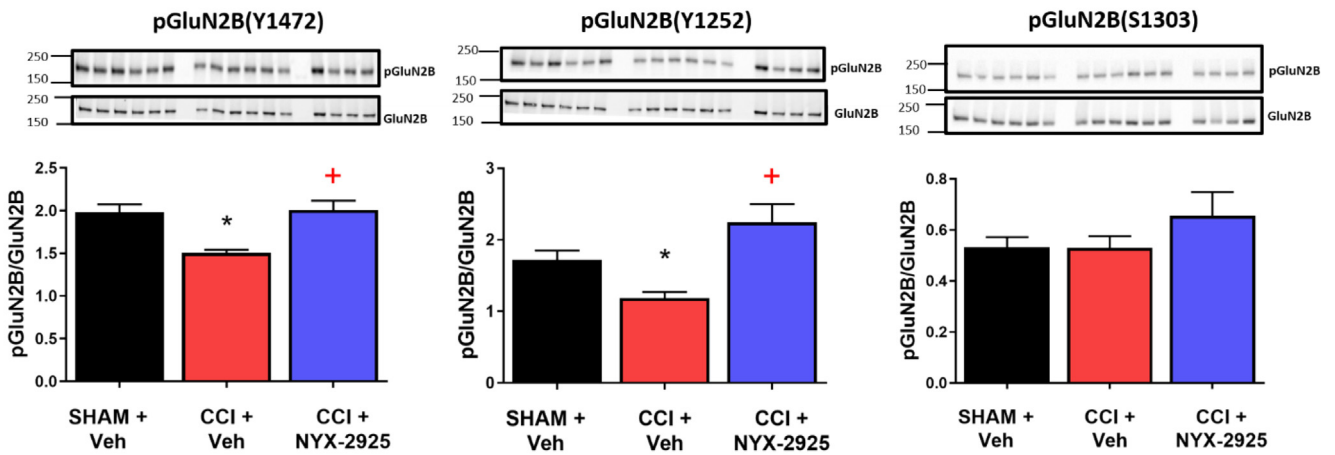 pGluN2B(Y1472)
250
150
pGluN2B
250
150
GluN2B
pGluN2B/GluN2B
2.5
2.0
1.5
1.0
0.5
0.0
*
+
SHAM +
Veh
CCI +
Veh
CCI +
NYX-2925
pGluN2B(Y1252)
250
150
pGluN2B
250
150
GluN2B
pGluN2B/GluN2B
3
2
1
0
*
+
SHAM +
Veh
CCI +
Veh
CCI +
NYX-2925
pGluN2B(S1303)
250
150
pGluN2B
250
150
GluN2B
pGluN2B/GluN2B
0.8
0.6
0.4
0.2
0.0
SHAM +
Veh
CCI +
Veh
CCI +
NYX-2925